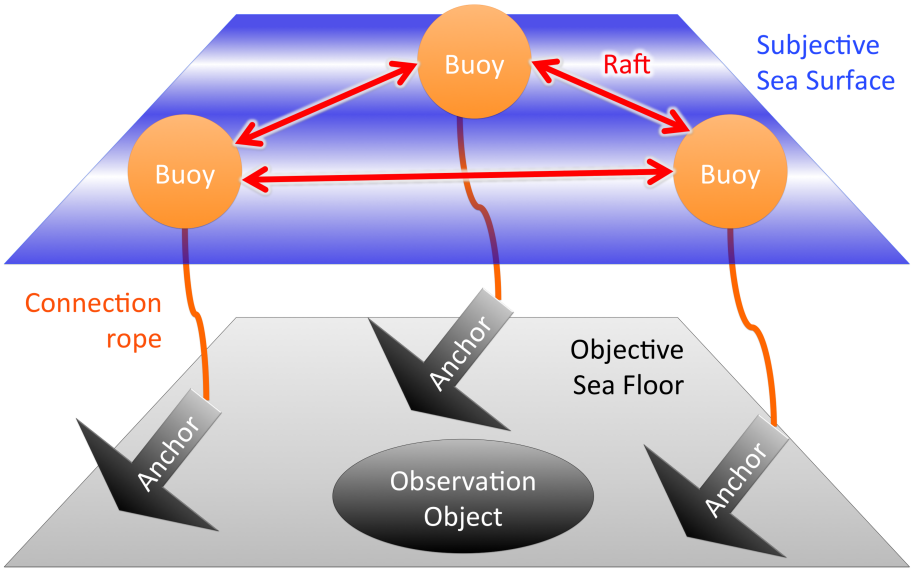 Buoy
Raft
Subjective
Sea Surface
Buoy
Buoy
Connection
rope
Anchor
Objective
Sea Floor
Anchor
Anchor
Observation
Object